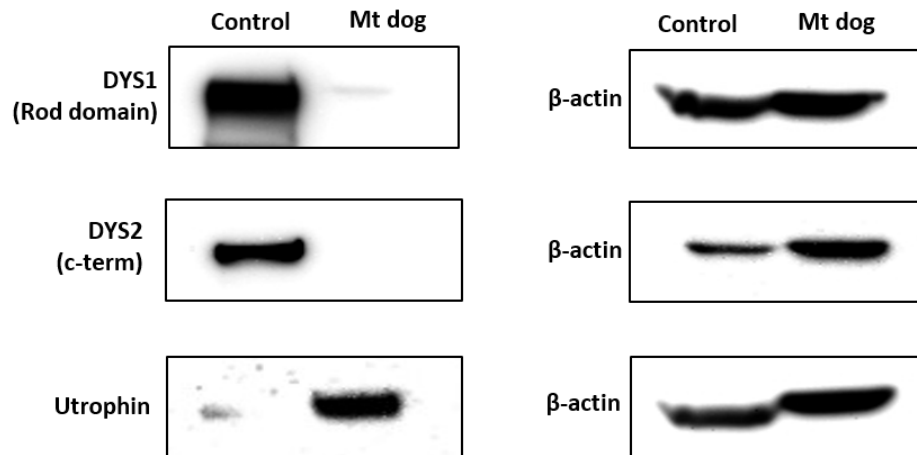 Control Mt dog
DYS1
(Rod domain)
DYS2
(c-term)
Utrophin
Control Mt dog
β-actin
β-actin
β-actin